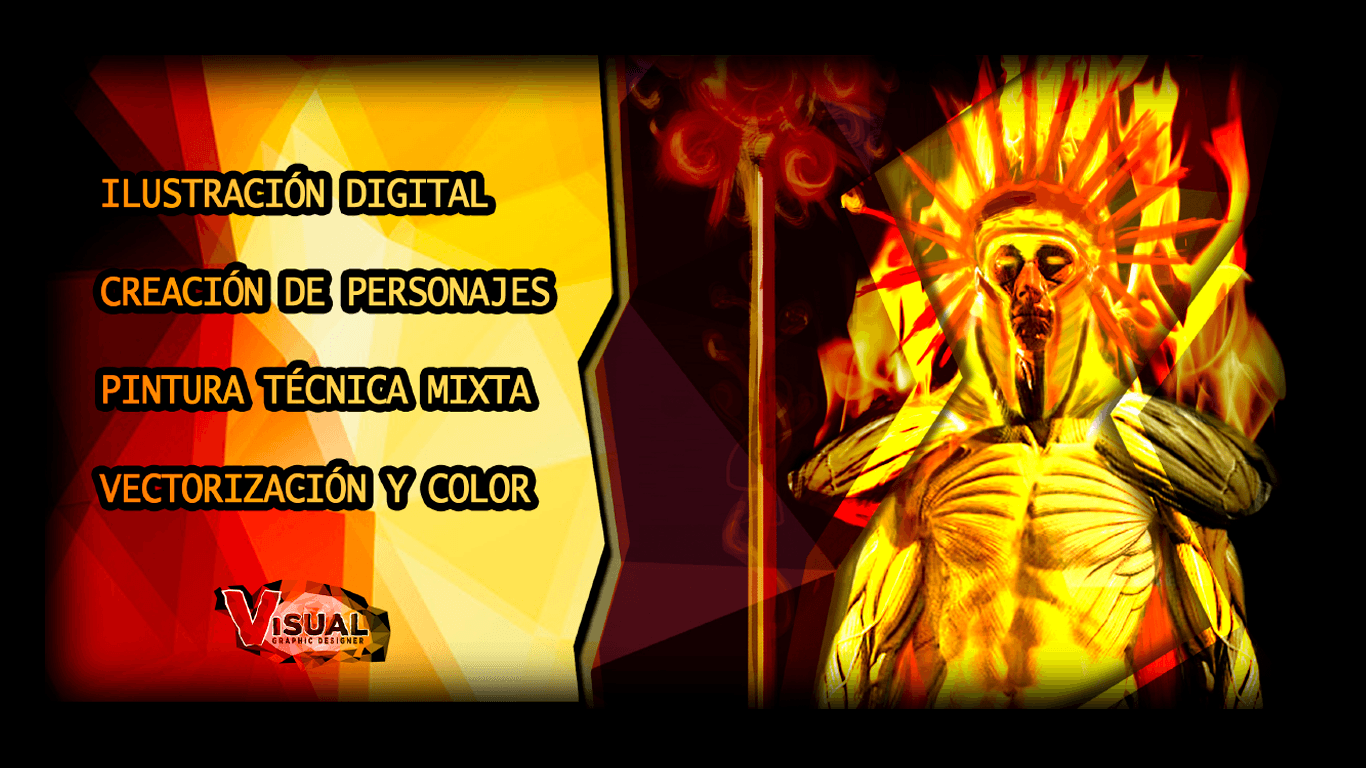 ILUSTRACIÓN DIGITAL
CREACIÓN DE PERSONAJES
PINTURA TÉCNICA MIXTA
VECTORIZACIÓN Y COLOR
ViSUAL
GRAPHIC DESIGNER